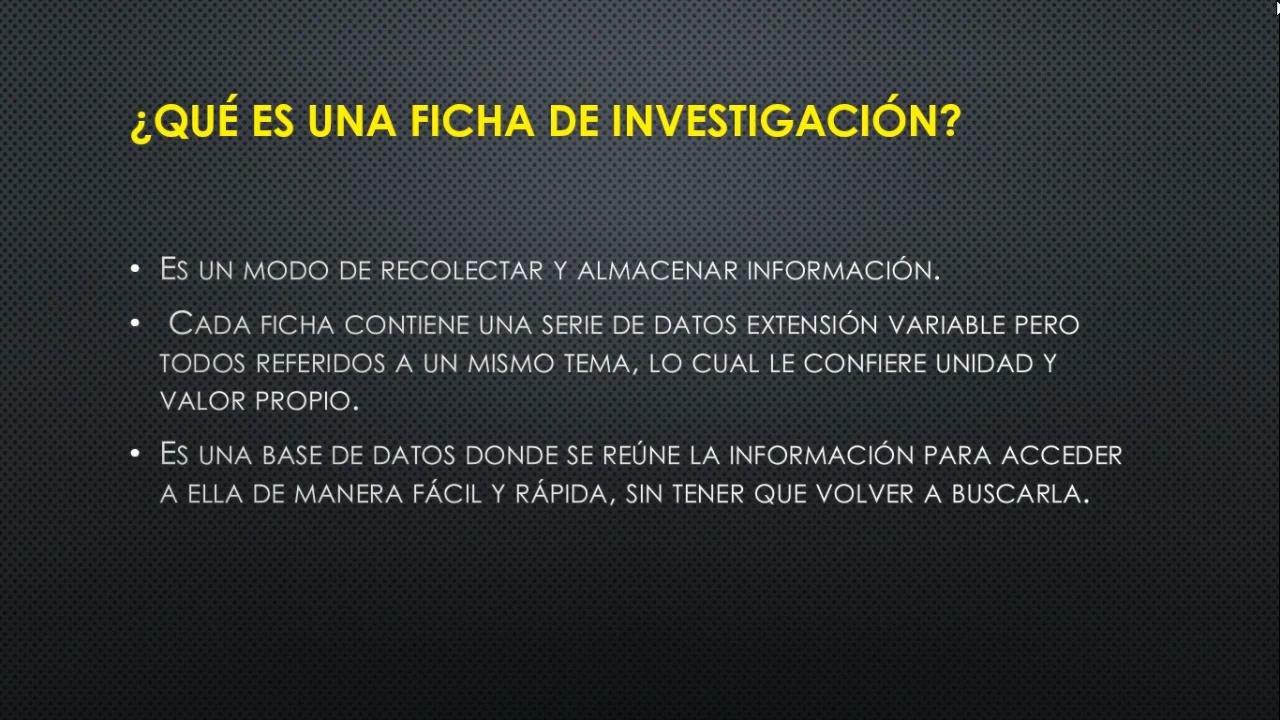 ¿QUÉ ES UNA FICHA DE INVESTIGACIÓN?
• ES UN MODO DE RECOLECTAR Y ALMACENAR INFORMACIÓN.
• CADA FICHA CONTIENE UNA SERIE DE DATOS EXTENSIÓN VARIABLE PERO
TODOS REFERIDOS A UN MISMO TEMA, LO CUAL LE CONFIERE UNIDAD Y
VALOR PROPIO.
• ES UNA BASE DE DATOS DONDE SE REÚNE LA INFORMACIÓN PARA ACCEDER
A ELLA DE MANERA FÁCIL Y RÁPIDA, SIN TENER QUE VOLVER A BUSCARLA.